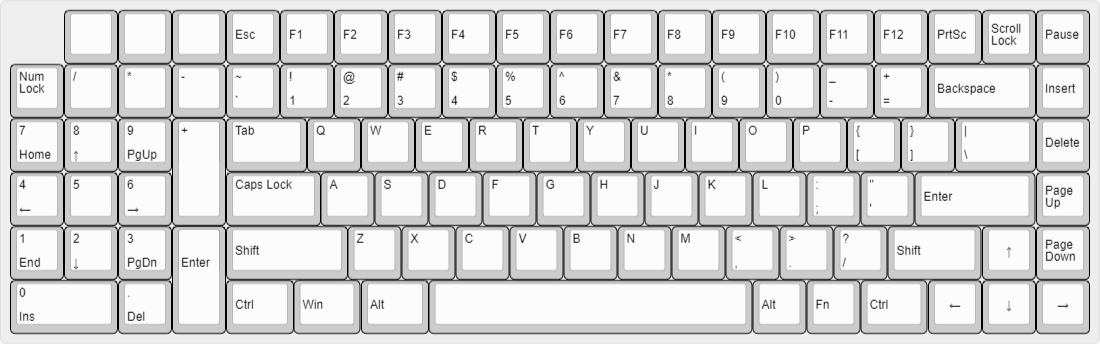 Esc F1 F2 F3 F4 F5 F6 F7 F8 F9 F10 F11 F12 PrtSc Scroll Lock Pause
Num Lock / * - ~ ! @ # $ % ^ & * ( ) _ + Backspace Insert
` 1 2 3 4 5 6 7 8 9 0 - =
7 8 9 + Tab Q W E R T Y U I O P { } | Delete
Home ↑ PgUp [ ] \
4 5 6 Caps Lock A S D F G H J K L : " Enter Page Up
← → ; '
1 2 3 Enter Shift Z X C V B N M < > ? Shift ↑ Page Down
End ↓ PgDn , . /
0 . Ctrl Win Alt Alt Fn Ctrl ← ↓ →
Ins Del